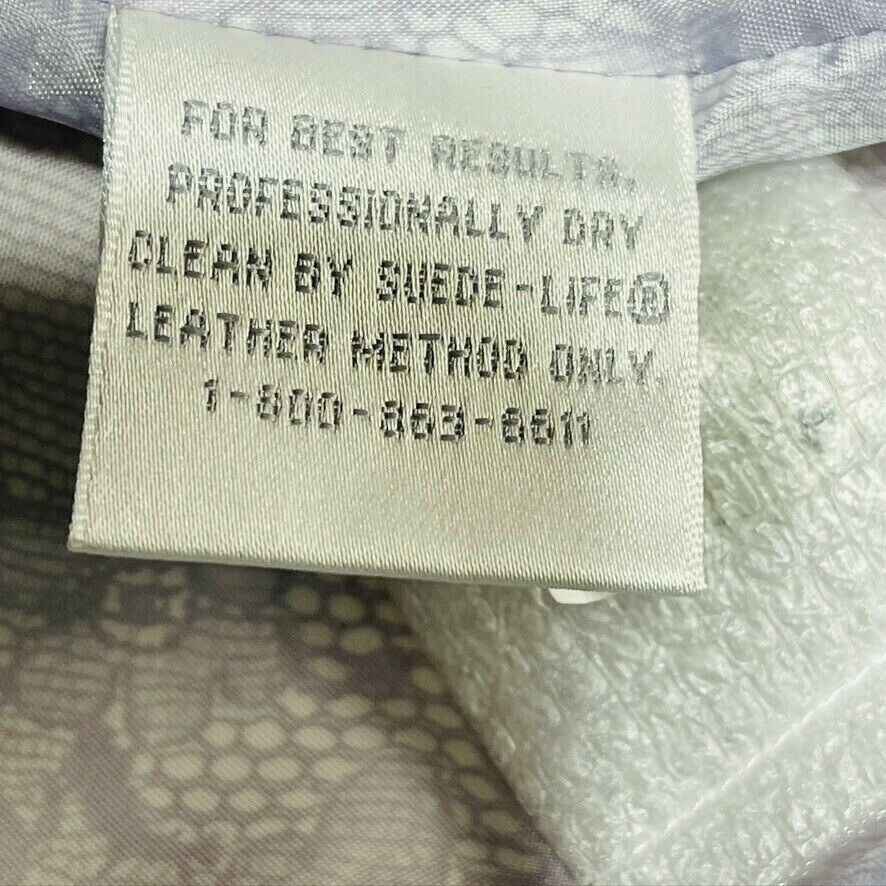 FOR BEST RESULTS,
PROFESSIONALLY DRY
CLEAN BY SUEDE-LIFE®
LEATHER METHOD ONLY.
1-800-863-6611